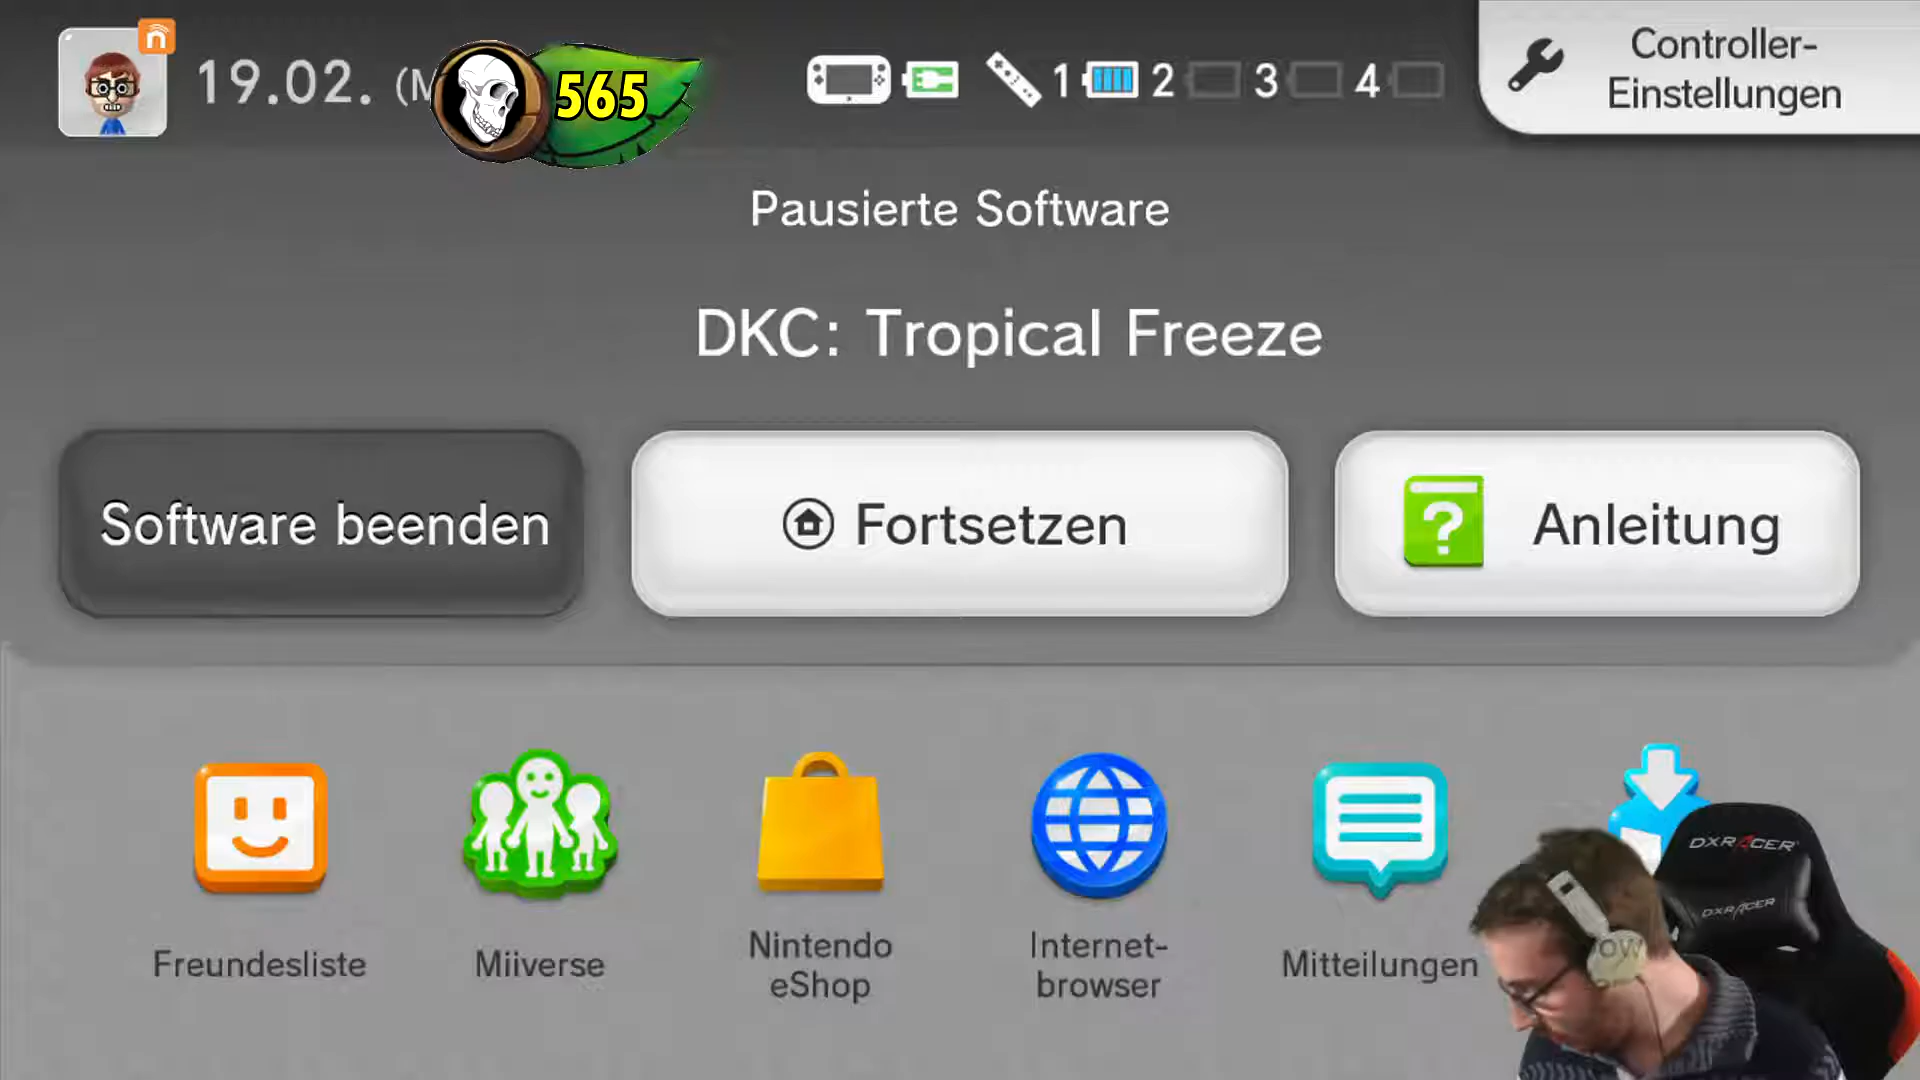 19.02. (M
565
1 2 3 4
Controller-
Einstellungen
Pausierte Software
DKC: Tropical Freeze
Software beenden
Fortsetzen
? Anleitung
Freundesliste
Miiverse
Nintendo
eShop
Internet-
browser
Mitteilungen
DXRACER
DXRACER